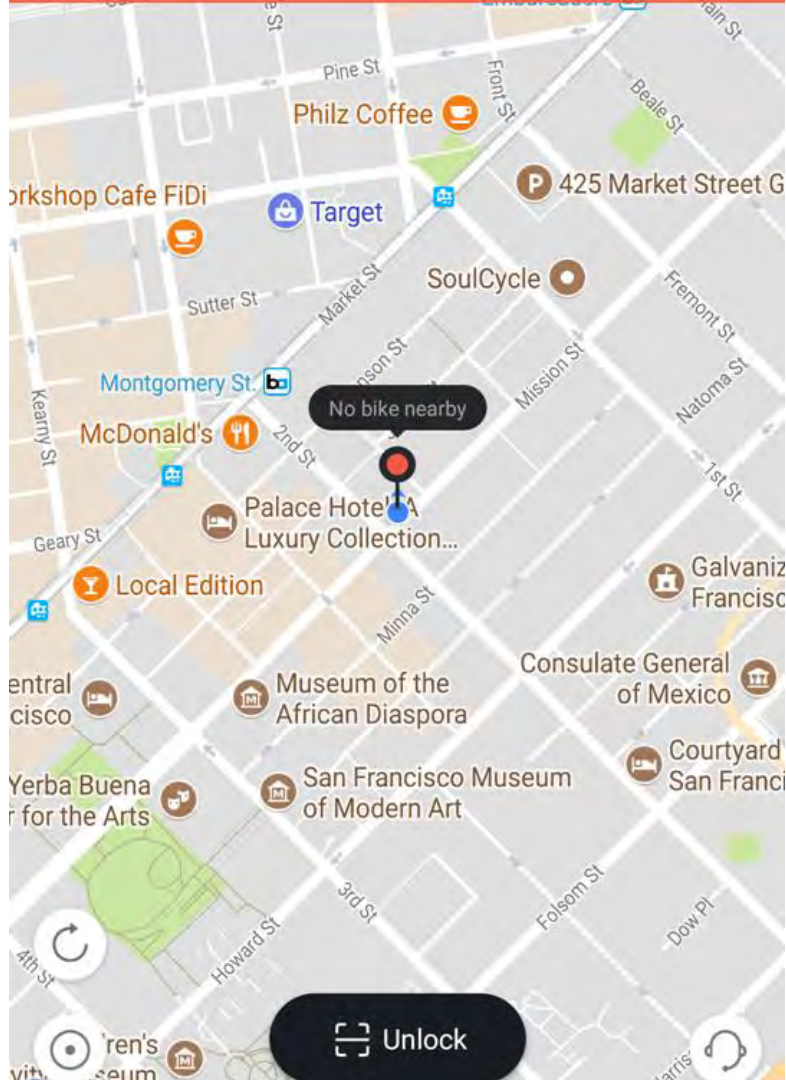 Pine St
Front St
Beale St
Philz Coffee
P 425 Market Street G
orkshop Cafe FiDi
Target
SoulCycle
Sutter St
Market St
Fremont St
Mission St
Natoma St
Montgomery St.
No bike nearby
Kearny St
McDonald's
2nd St
1st St
Palace Hotel, A
Luxury Collection...
Geary St
Galvaniz
Francisc
Local Edition
Minna St
entral
cisco
Museum of the
African Diaspora
Consulate General
of Mexico
Courtyard
San Franci
Yerba Buena
r for the Arts
San Francisco Museum
of Modern Art
3rd St
Folsom St
Dow Pl
Howard St
4th St
Unlock
ren's